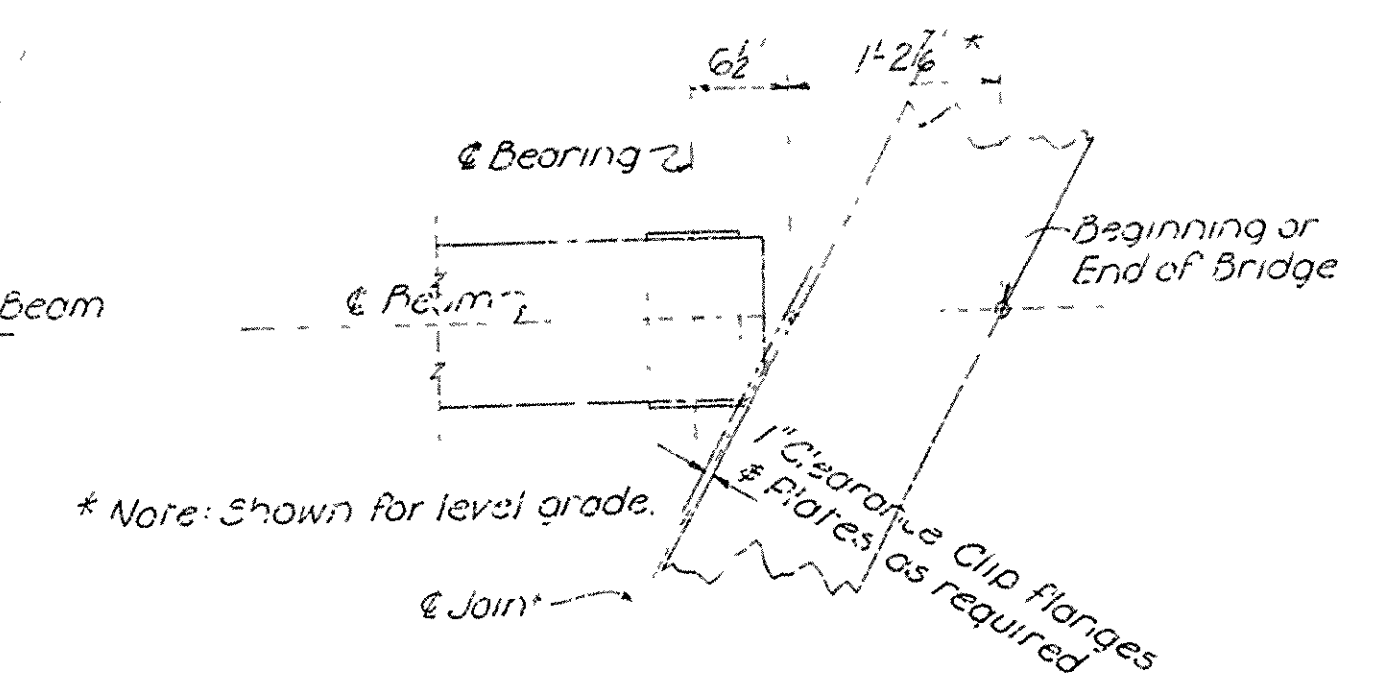 6½"
1'-2 7/16" *
℄ Bearing
Beginning or
End of Bridge
Beam
℄ Beam
1" Clearance Clip flanges
& Plates as required
* Note: Shown for level grade.
℄ Joint